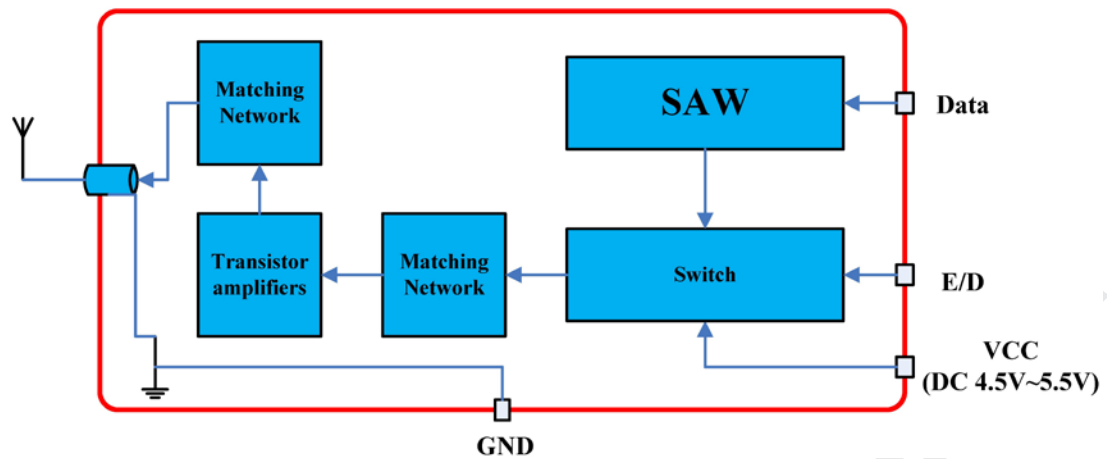 Matching
Network
SAW
Data
Transistor
amplifiers
Matching
Network
Switch
E/D
VCC
(DC 4.5V~5.5V)
GND